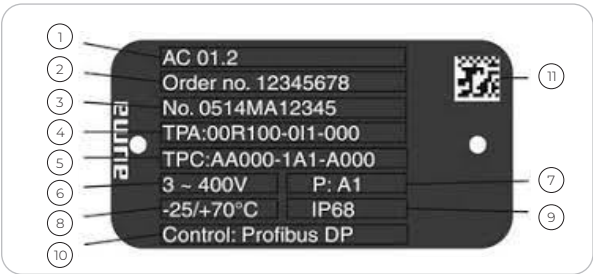 1
AC 01.2
2
Order no. 12345678
3
No. 0514MA12345
4
TPA:00R100-0I1-000
auma
5
TPC:AA000-1A1-A000
6
3 ~ 400V
P: A1
7
8
-25/+70°C
IP68
9
10
Control: Profibus DP
11